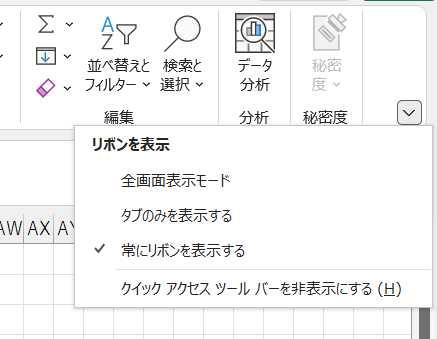 並べ替えと
フィルター
検索と
選択
データ
分析
秘密
度
編集
分析
秘密度
リボンを表示
全画面表示モード
タブのみを表示する
常にリボンを表示する
クイック アクセス ツール バーを非表示にする (H)
AW AX AY